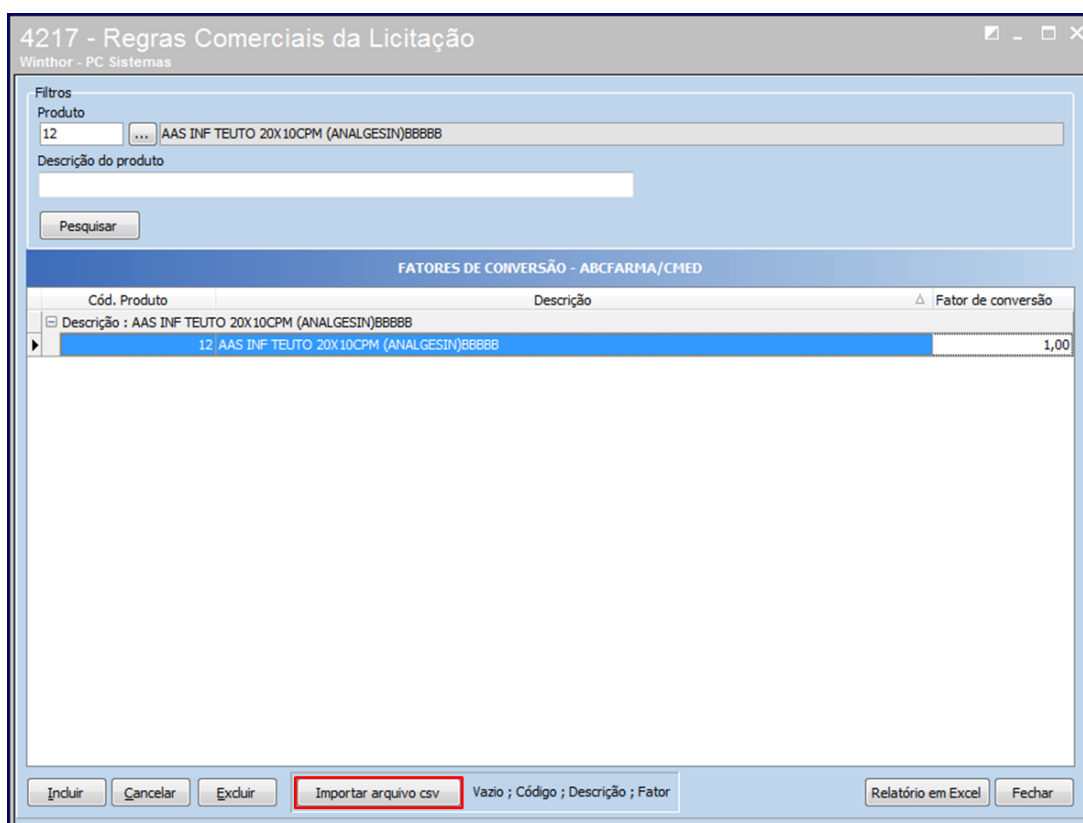 4217 - Regras Comerciais da Licitação
Winthor - PC Sistemas
Filtros
Produto
12 ... AAS INF TEUTO 20X10CPM (ANALGESIN)BBBBB
Descrição do produto
Pesquisar
FATORES DE CONVERSÃO - ABCFARMA/CMED
Cód. Produto Descrição Fator de conversão
Descrição : AAS INF TEUTO 20X10CPM (ANALGESIN)BBBBB
12 AAS INF TEUTO 20X10CPM (ANALGESIN)BBBBB 1,00
Incluir Cancelar Excluir Importar arquivo csv Vazio ; Código ; Descrição ; Fator Relatório em Excel Fechar